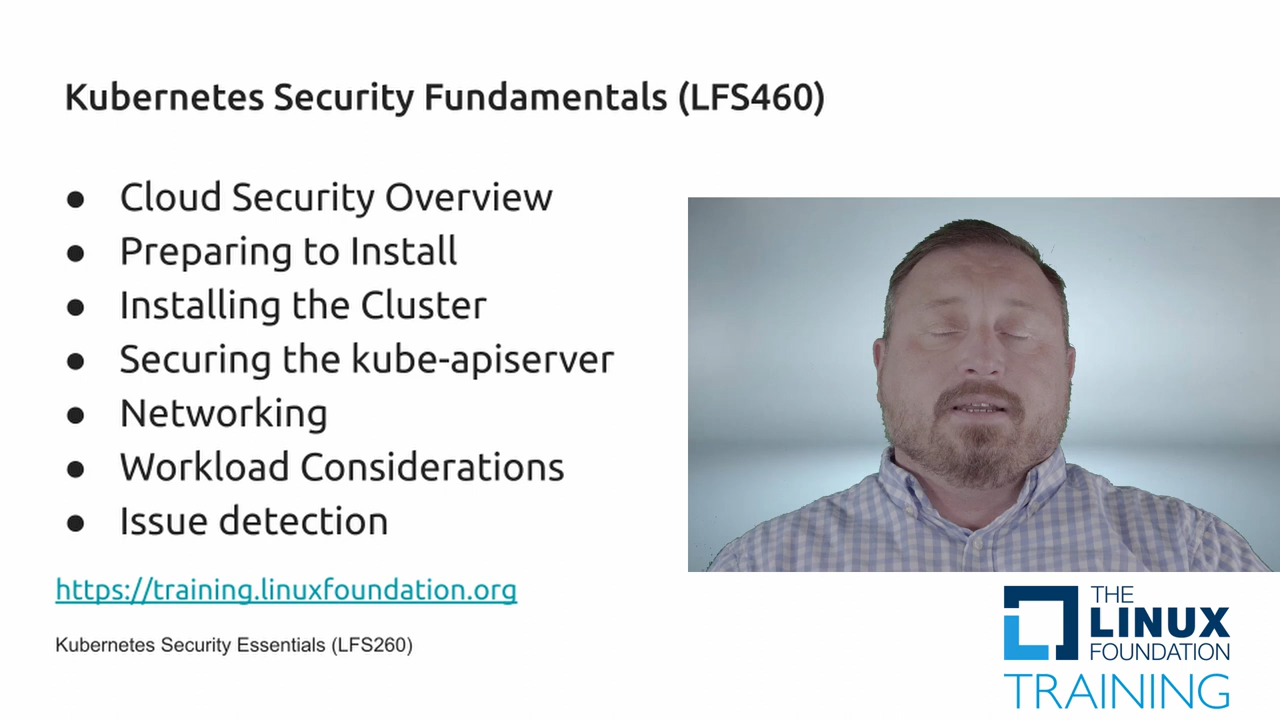 Kubernetes Security Fundamentals (LFS460)
● Cloud Security Overview
● Preparing to Install
● Installing the Cluster
● Securing the kube-apiserver
● Networking
● Workload Considerations
● Issue detection
https://training.linuxfoundation.org
Kubernetes Security Essentials (LFS260)
THE
LINUX
FOUNDATION
TRAINING